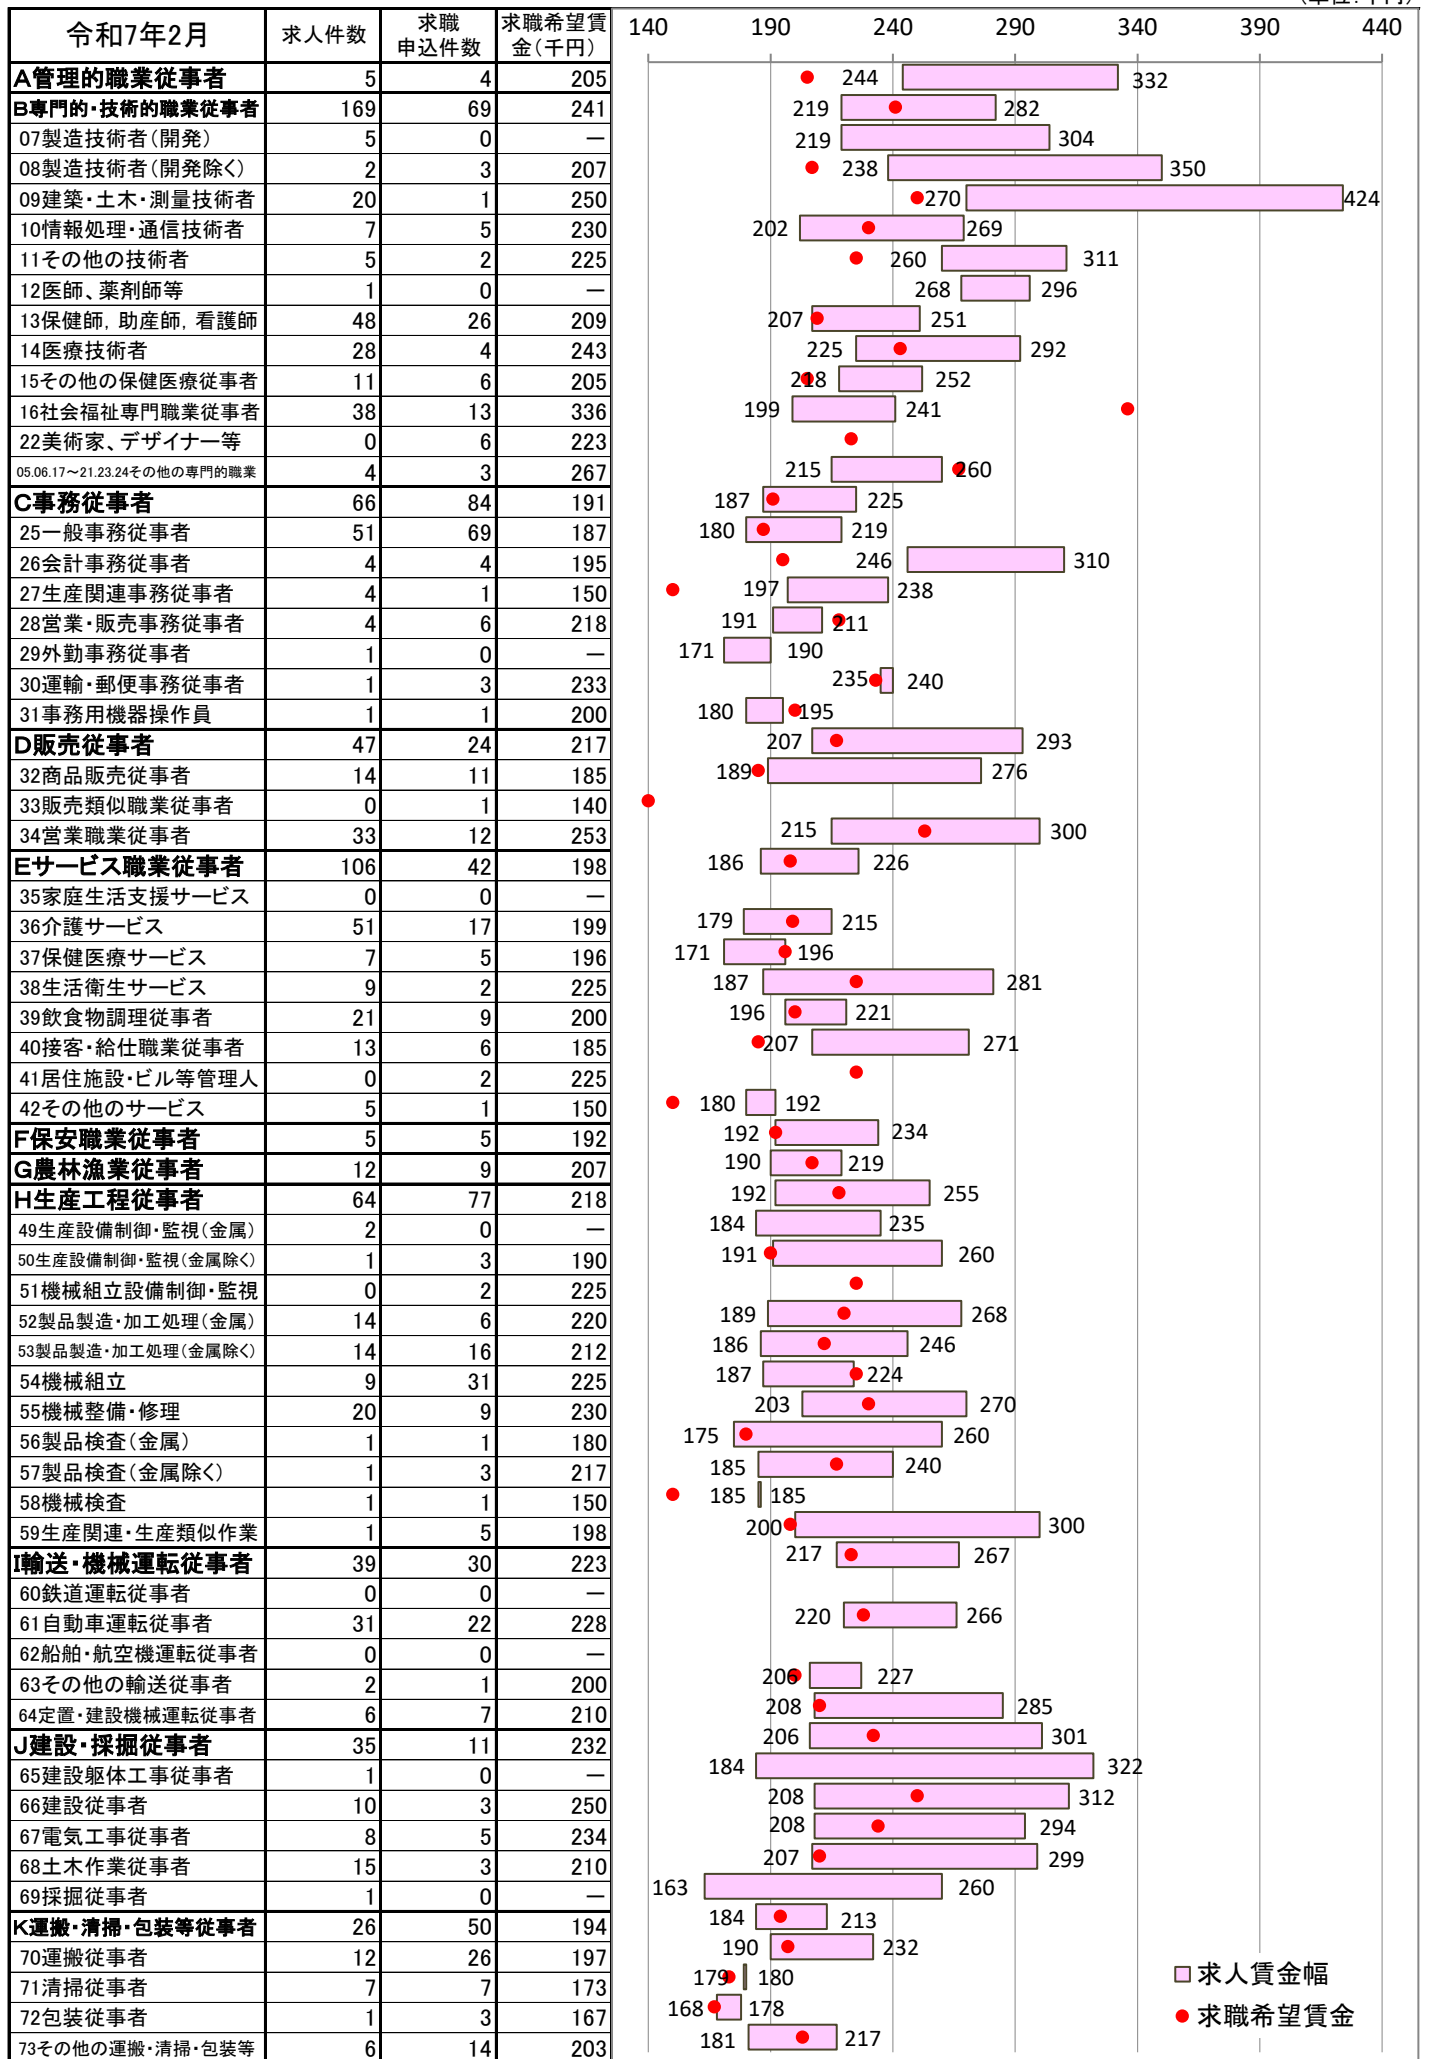 (単位:千円)
令和7年2月 求人件数 求職申込件数 求職希望賃金(千円) 140 190 240 290 340 390 440
A管理的職業従事者 5 4 205 244 332
B専門的・技術的職業従事者 169 69 241 219 282
07製造技術者(開発) 5 0 ― 219 304
08製造技術者(開発除く) 2 3 207 238 350
09建築・土木・測量技術者 20 1 250 270 424
10情報処理・通信技術者 7 5 230 202 269
11その他の技術者 5 2 225 260 311
12医師、薬剤師等 1 0 ― 268 296
13保健師,助産師,看護師 48 26 209 207 251
14医療技術者 28 4 243 225 292
15その他の保健医療従事者 11 6 205 218 252
16社会福祉専門職業従事者 38 13 336 199 241
22美術家、デザイナー等 0 6 223
05.06.17～21.23.24その他の専門的職業 4 3 267 215 260
C事務従事者 66 84 191 187 225
25一般事務従事者 51 69 187 180 219
26会計事務従事者 4 4 195 246 310
27生産関連事務従事者 4 1 150 197 238
28営業・販売事務従事者 4 6 218 191 211
29外勤事務従事者 1 0 ― 171 190
30運輸・郵便事務従事者 1 3 233 235 240
31事務用機器操作員 1 1 200 180 195
D販売従事者 47 24 217 207 293
32商品販売従事者 14 11 185 189 276
33販売類似職業従事者 0 1 140
34営業職業従事者 33 12 253 215 300
Eサービス職業従事者 106 42 198 186 226
35家庭生活支援サービス 0 0 ―
36介護サービス 51 17 199 179 215
37保健医療サービス 7 5 196 171 196
38生活衛生サービス 9 2 225 187 281
39飲食物調理従事者 21 9 200 196 221
40接客・給仕職業従事者 13 6 185 207 271
41居住施設・ビル等管理人 0 2 225
42その他のサービス 5 1 150 180 192
F保安職業従事者 5 5 192 192 234
G農林漁業従事者 12 9 207 190 219
H生産工程従事者 64 77 218 192 255
49生産設備制御・監視(金属) 2 0 ― 184 235
50生産設備制御・監視(金属除く) 1 3 190 191 260
51機械組立設備制御・監視 0 2 225
52製品製造・加工処理(金属) 14 6 220 189 268
53製品製造・加工処理(金属除く) 14 16 212 186 246
54機械組立 9 31 225 187 224
55機械整備・修理 20 9 230 203 270
56製品検査(金属) 1 1 180 175 260
57製品検査(金属除く) 1 3 217 185 240
58機械検査 1 1 150 185 185
59生産関連・生産類似作業 1 5 198 200 300
I輸送・機械運転従事者 39 30 223 217 267
60鉄道運転従事者 0 0 ―
61自動車運転従事者 31 22 228 220 266
62船舶・航空機運転従事者 0 0 ―
63その他の輸送従事者 2 1 200 206 227
64定置・建設機械運転従事者 6 7 210 208 285
J建設・採掘従事者 35 11 232 206 301
65建設躯体工事従事者 1 0 ― 184 322
66建設従事者 10 3 250 208 312
67電気工事従事者 8 5 234 208 294
68土木作業従事者 15 3 210 207 299
69採掘従事者 1 0 ― 163 260
K運搬・清掃・包装等従事者 26 50 194 184 213
70運搬従事者 12 26 197 190 232
71清掃従事者 7 7 173 179 180
72包装従事者 1 3 167 168 178
73その他の運搬・清掃・包装等 6 14 203 181 217
求人賃金幅
求職希望賃金